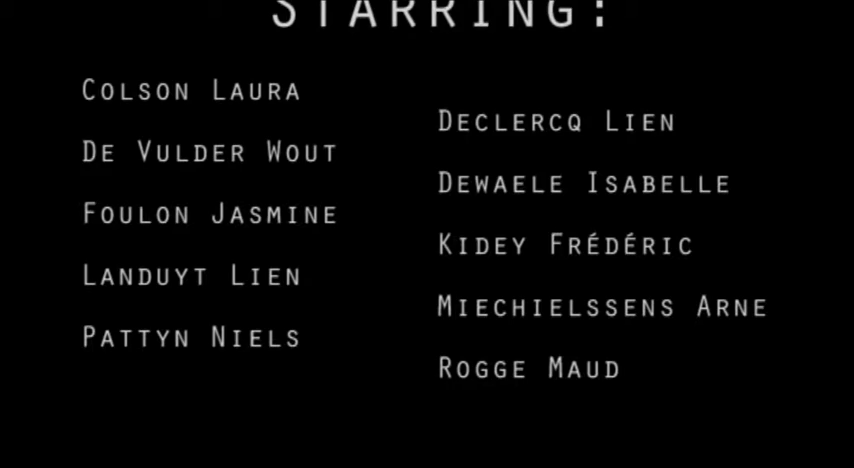 STARRING:
COLSON LAURA
DECLERCQ LIEN
DE VULDER WOUT
DEWAELE ISABELLE
FOULON JASMINE
KIDEY FRÉDÉRIC
LANDUYT LIEN
MIECHIELSSENS ARNE
PATTYN NIELS
ROGGE MAUD